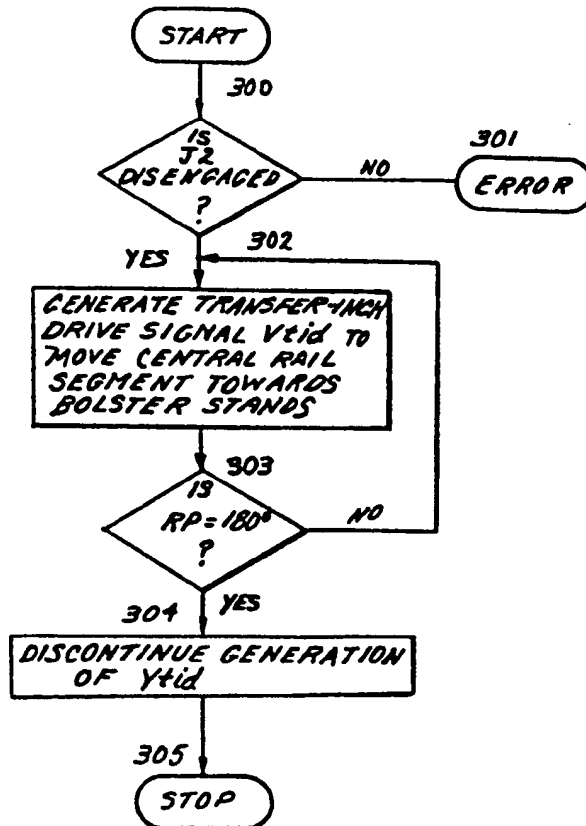 START
300
IS
J2
DISENGAGED
?
NO
301
ERROR
YES
302
GENERATE TRANSFER-INCH
DRIVE SIGNAL Vtid TO
MOVE CENTRAL RAIL
SEGMENT TOWARDS
BOLSTER STANDS
303
IS
RP=180°
?
NO
YES
304
DISCONTINUE GENERATION
OF Vtid
305
STOP